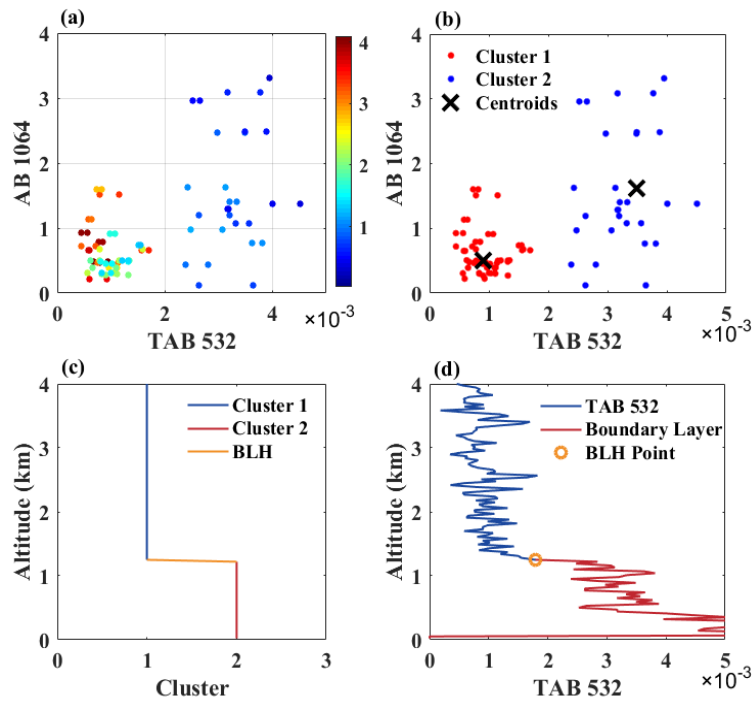 (a)
4
3
2
1
0
AB 1064
0
2
4
TAB 532
×10⁻³
4
3
2
1
(b)
4
3
2
1
0
AB 1064
Cluster 1
Cluster 2
Centroids
0
1
2
3
4
5
TAB 532
×10⁻³
(c)
4
3
2
1
0
Altitude (km)
Cluster 1
Cluster 2
BLH
0
1
2
3
Cluster
(d)
4
3
2
1
0
Altitude (km)
TAB 532
Boundary Layer
BLH Point
0
1
2
3
4
5
TAB 532
×10⁻³